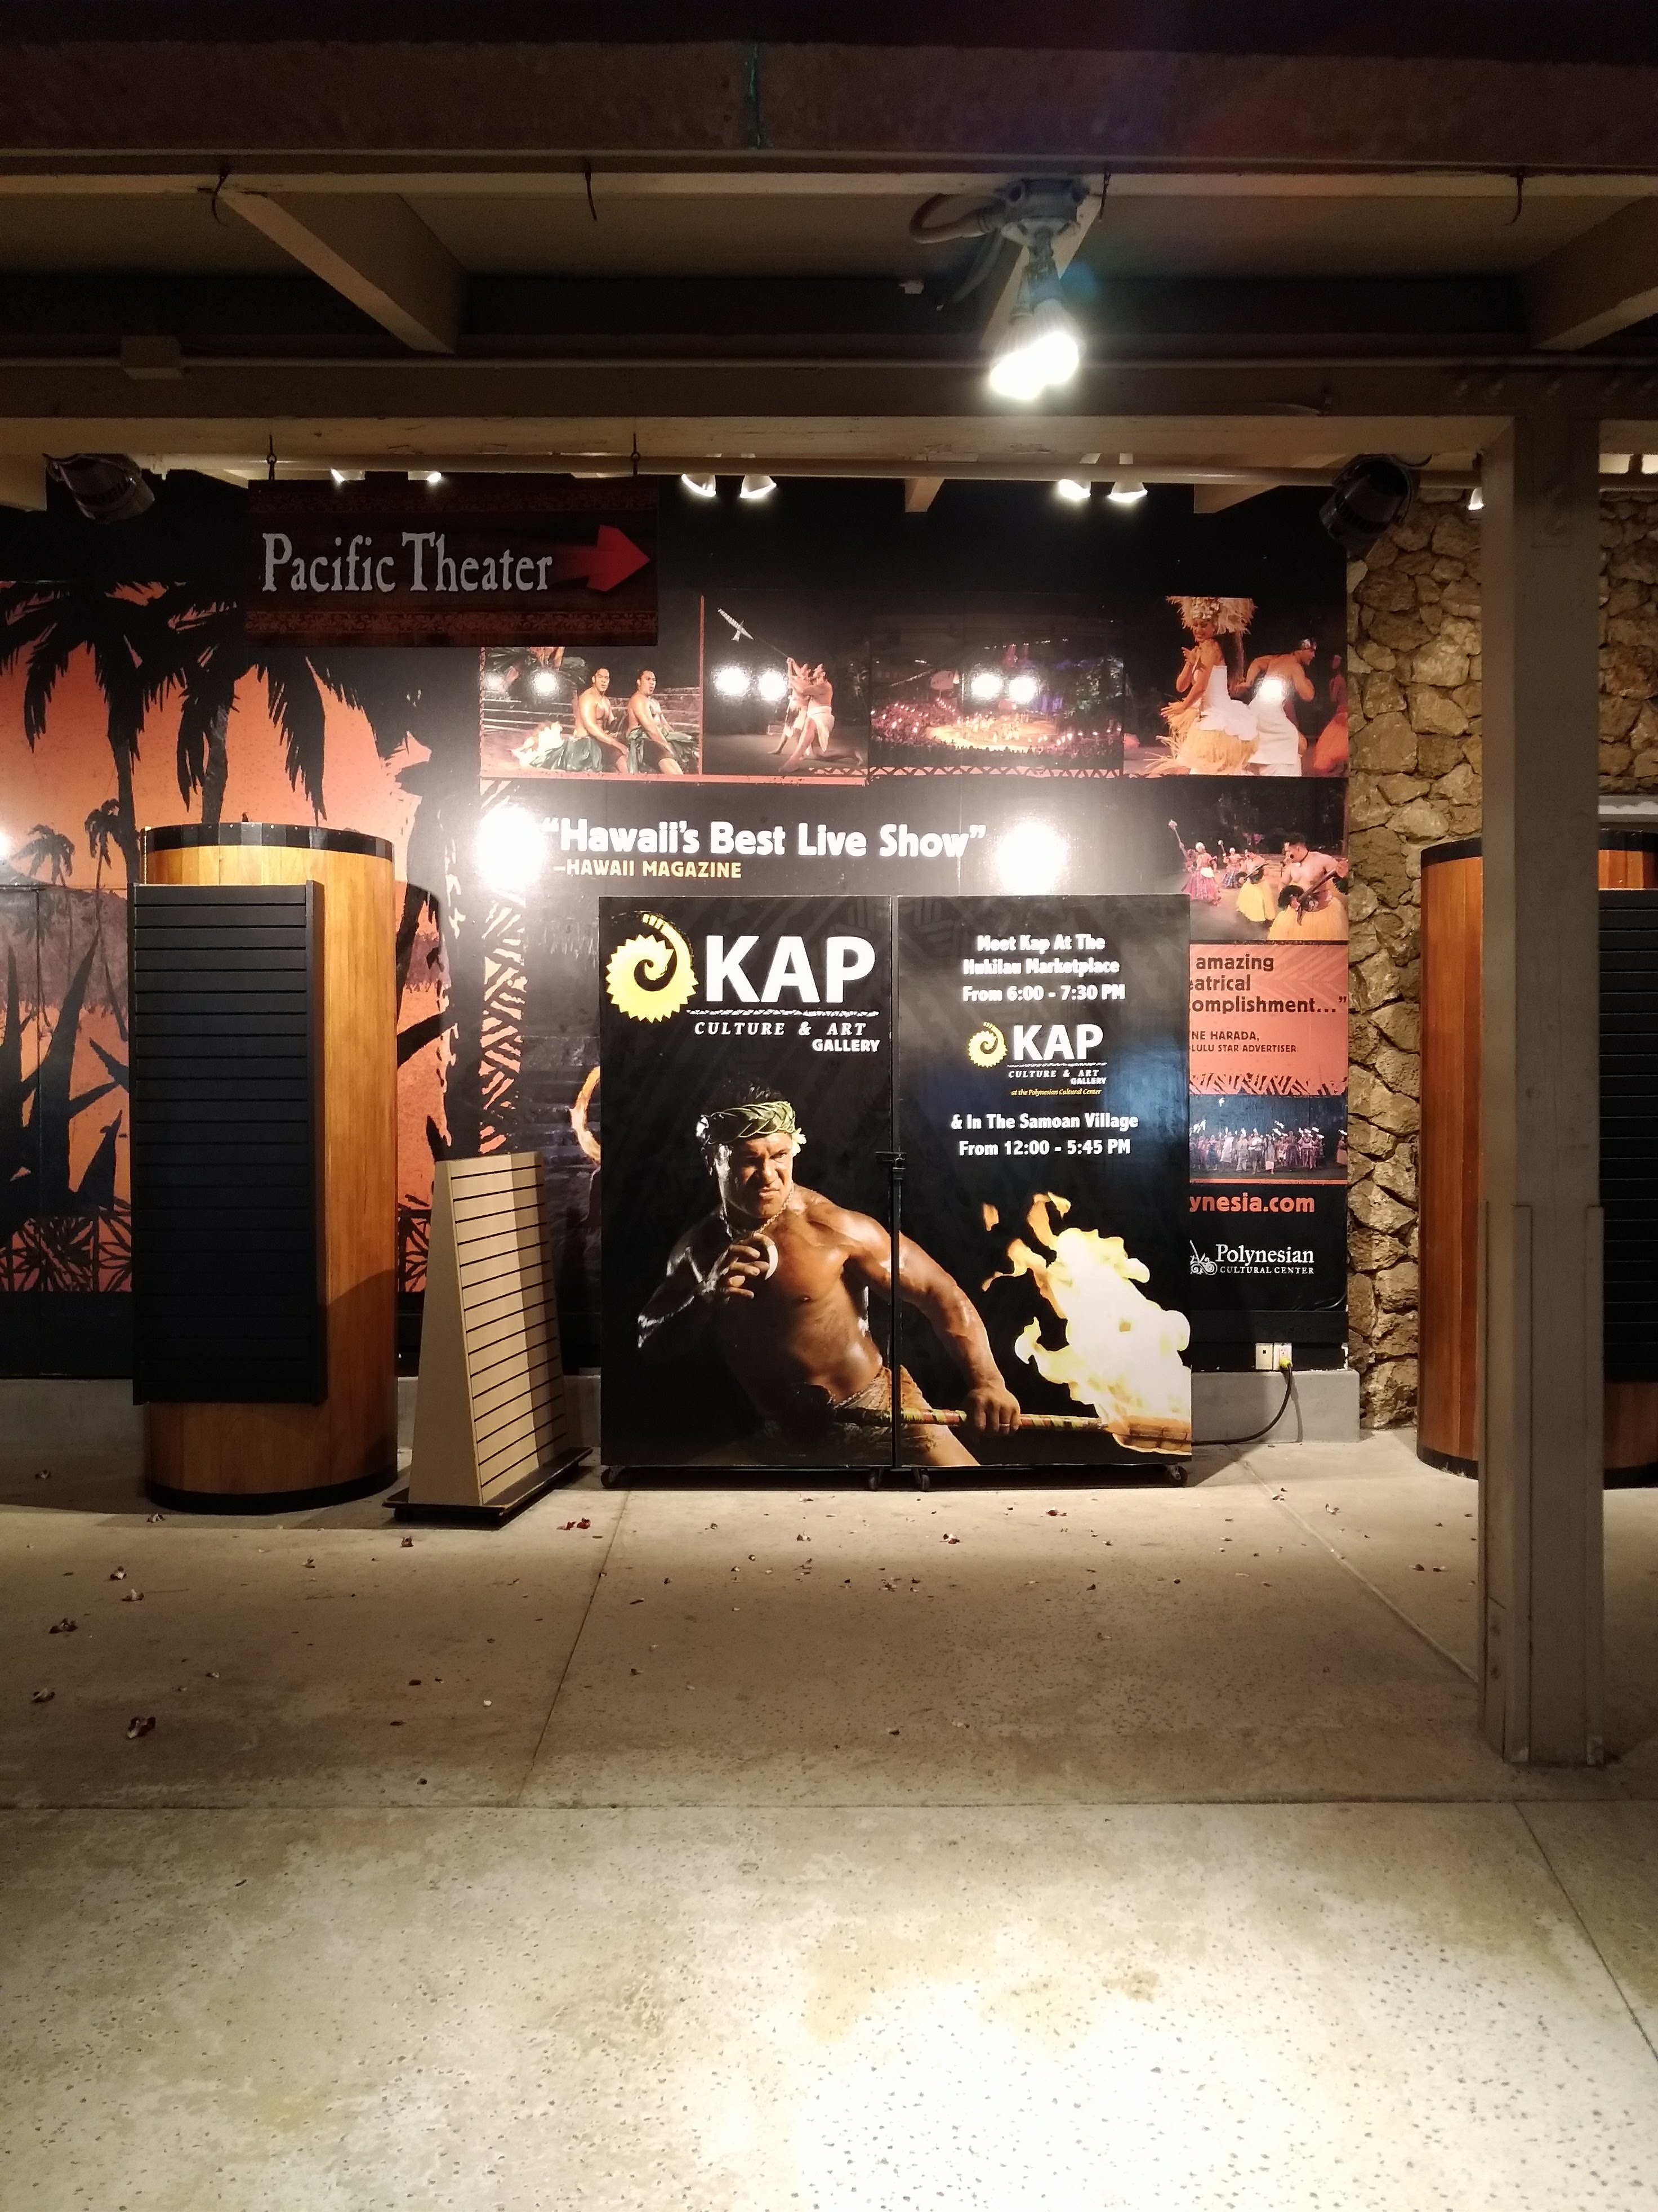 Pacific Theater
"Hawaii's Best Live Show"
–HAWAII MAGAZINE
KAP
CULTURE & ART
GALLERY
Meet Kap At The
Hukilau Marketplace
From 6:00 - 7:30 PM
KAP
CULTURE & ART
GALLERY
at the Polynesian Cultural Center
& In The Samoan Village
From 12:00 - 5:45 PM
amazing
eatrical
omplishment..."
NE HARADA,
LULU STAR ADVERTISER
ynesia.com
Polynesian
CULTURAL CENTER